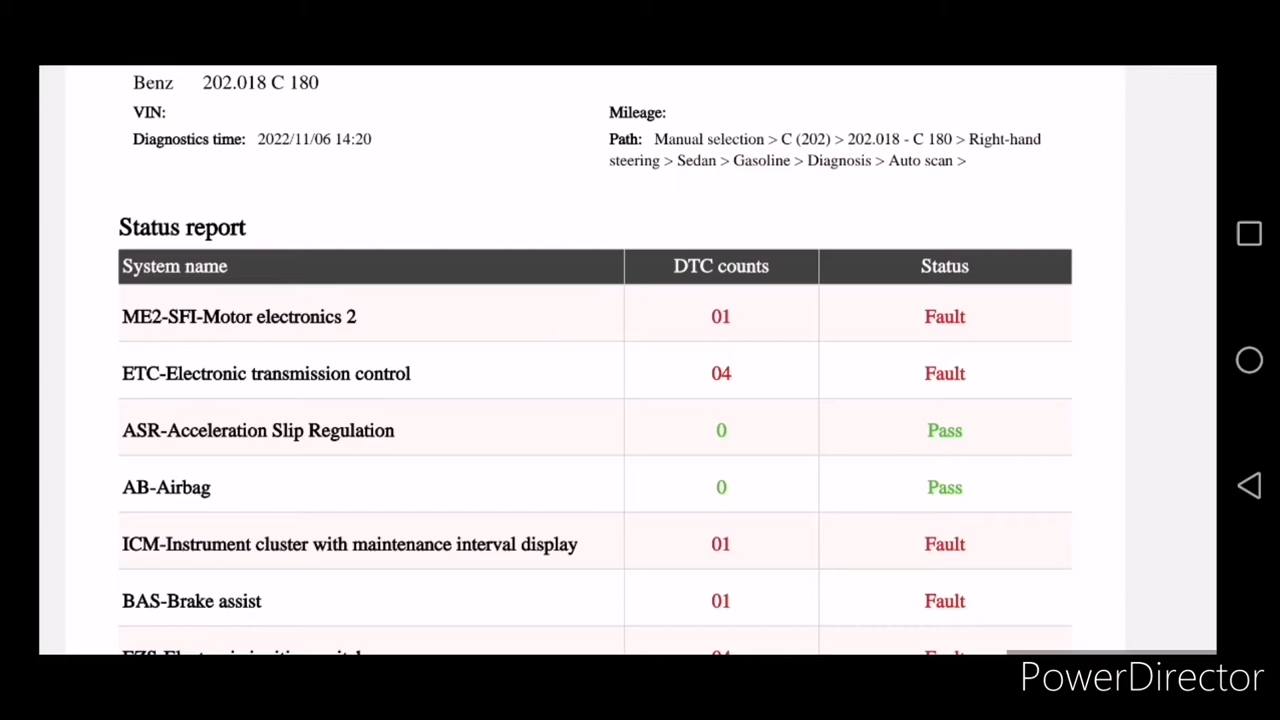 Benz 202.018 C 180
VIN:
Mileage:
Diagnostics time: 2022/11/06 14:20
Path: Manual selection > C (202) > 202.018 - C 180 > Right-hand
steering > Sedan > Gasoline > Diagnosis > Auto scan >
Status report
System name DTC counts Status
ME2-SFI-Motor electronics 2 01 Fault
ETC-Electronic transmission control 04 Fault
ASR-Acceleration Slip Regulation 0 Pass
AB-Airbag 0 Pass
ICM-Instrument cluster with maintenance interval display 01 Fault
BAS-Brake assist 01 Fault
PowerDirector